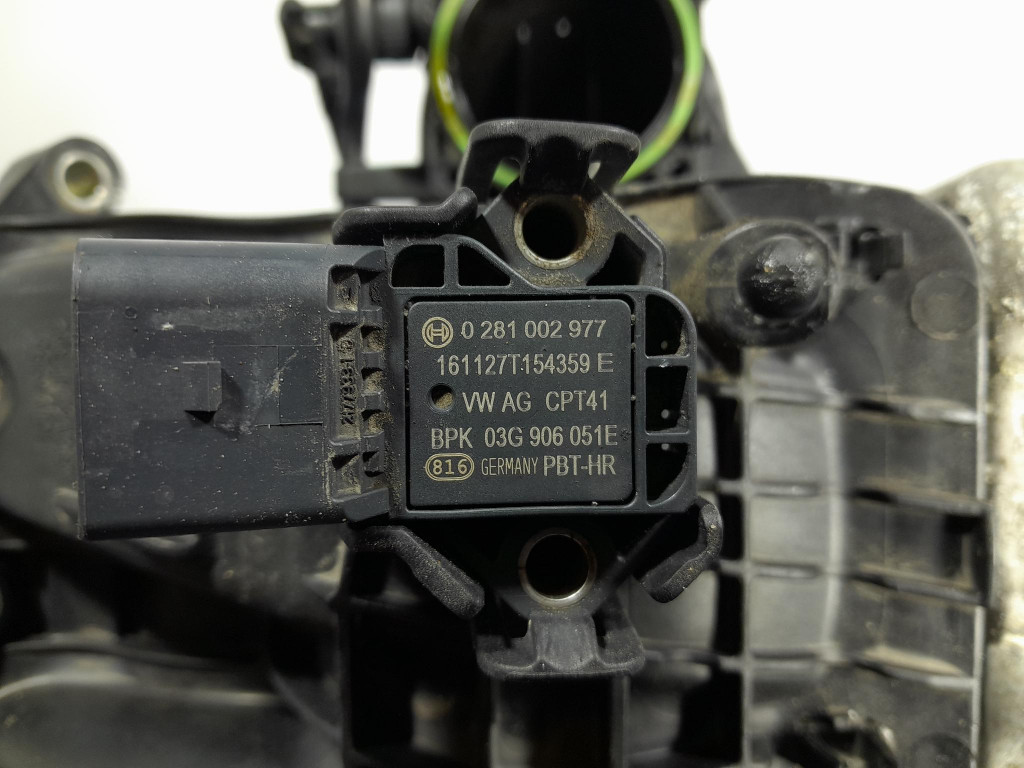 0 281 002 977
161127T154359 E
VW AG CPT41
BPK 03G 906 051E
816 GERMANY PBT-HR